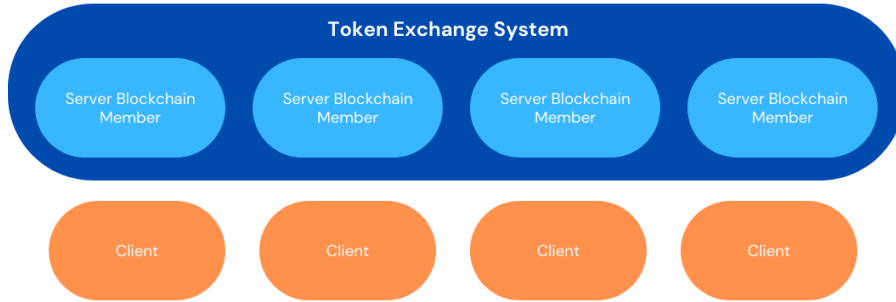 Token Exchange System
Server Blockchain
Member
Server Blockchain
Member
Server Blockchain
Member
Server Blockchain
Member
Client
Client
Client
Client